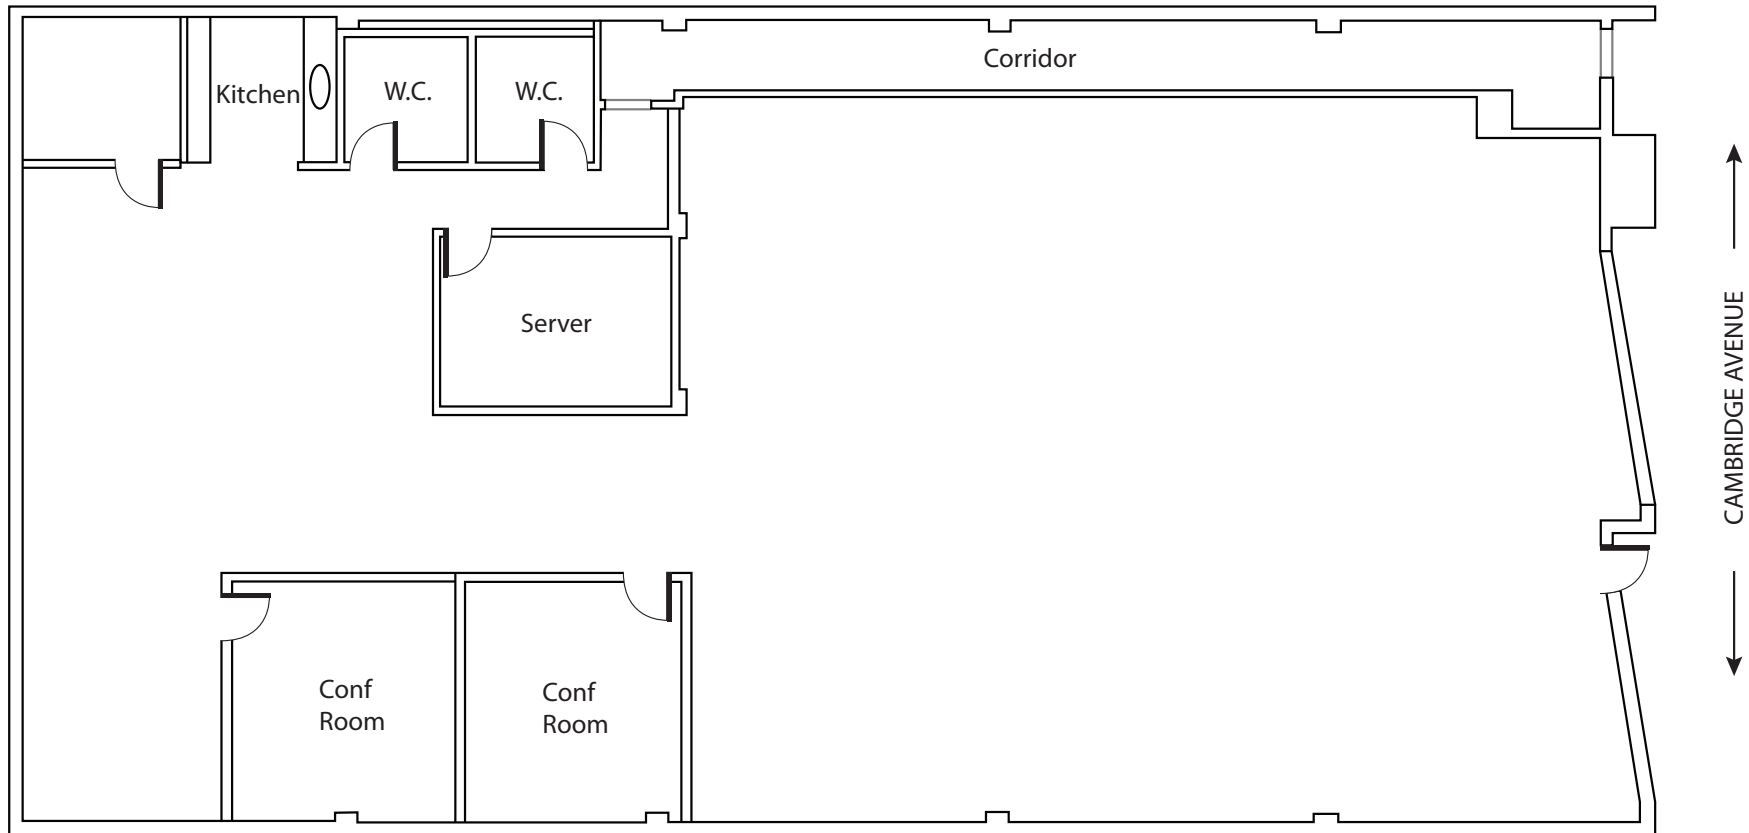 Corridor
Kitchen
W.C.
W.C.
Server
CAMBRIDGE AVENUE
Conf
Room
Conf
Room